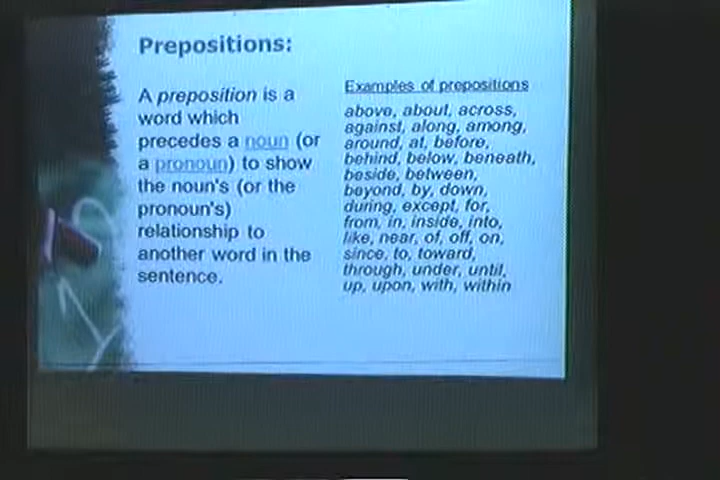 Prepositions:
A preposition is a
word which
precedes a noun (or
a pronoun) to show
the noun's (or the
pronoun's)
relationship to
another word in the
sentence.
Examples of prepositions
above, about, across,
against, along, among,
around, at, before,
behind, below, beneath,
beside, between,
beyond, by, down,
during, except, for,
from, in, inside, into,
like, near, of, off, on,
since, to, toward,
through, under, until,
up, upon, with, within